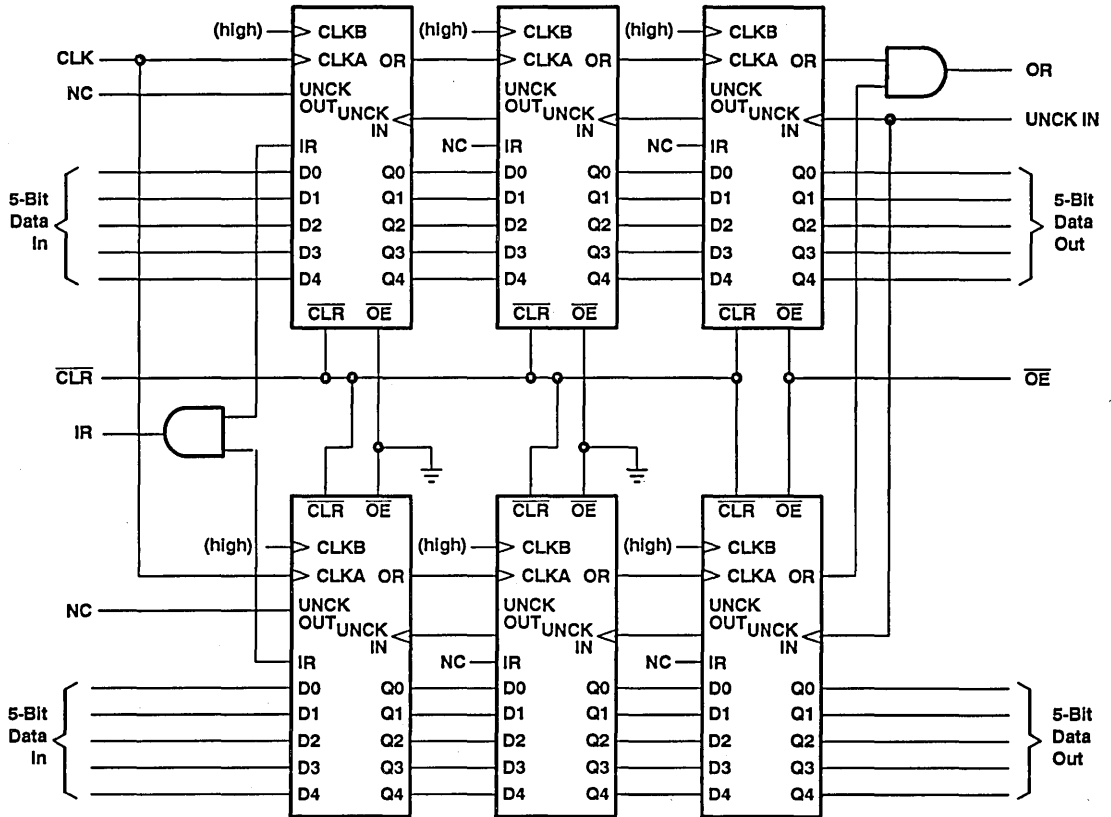 (high) CLKB (high) CLKB (high) CLKB
CLK CLKA OR CLKA OR CLKA OR OR
NC UNCK OUT UNCK OUT UNCK OUT
UNCK IN UNCK IN UNCK IN UNCK IN
IR NC IR NC IR
5-Bit Data In
D0 Q0 D0 Q0 D0 Q0
D1 Q1 D1 Q1 D1 Q1
D2 Q2 D2 Q2 D2 Q2
D3 Q3 D3 Q3 D3 Q3
D4 Q4 D4 Q4 D4 Q4
5-Bit Data Out
CLR OE CLR OE CLR OE
CLR OE
IR
CLR OE CLR OE CLR OE
(high) CLKB (high) CLKB (high) CLKB
CLKA OR CLKA OR CLKA OR
NC UNCK OUT UNCK OUT UNCK OUT
UNCK IN UNCK IN UNCK IN
IR NC IR NC IR
5-Bit Data In
D0 Q0 D0 Q0 D0 Q0
D1 Q1 D1 Q1 D1 Q1
D2 Q2 D2 Q2 D2 Q2
D3 Q3 D3 Q3 D3 Q3
D4 Q4 D4 Q4 D4 Q4
5-Bit Data Out